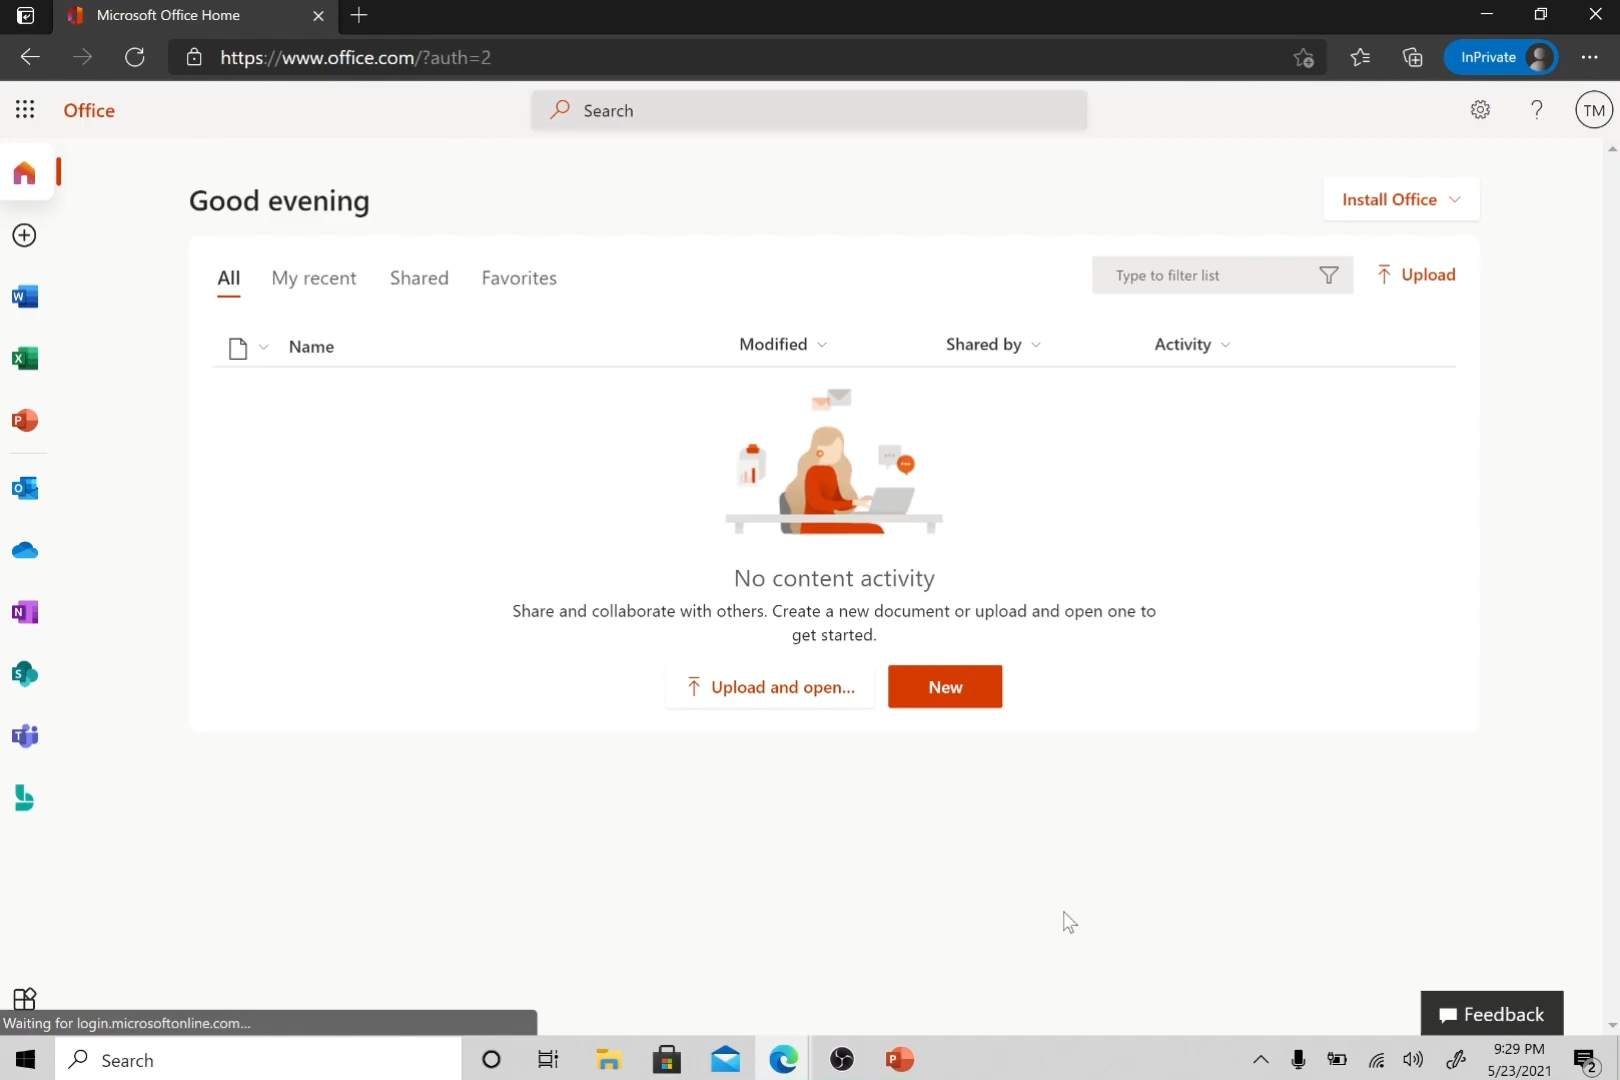 Microsoft Office Home
https://www.office.com/?auth=2
InPrivate
Office
Search
TM
Good evening
Install Office
All
My recent
Shared
Favorites
Type to filter list
Upload
Name
Modified
Shared by
Activity
No content activity
Share and collaborate with others. Create a new document or upload and open one to
get started.
Upload and open...
New
W
X
P
O
N
S
T
Feedback
Waiting for login.microsoftonline.com...
Search
P
9:29 PM
5/23/2021
2